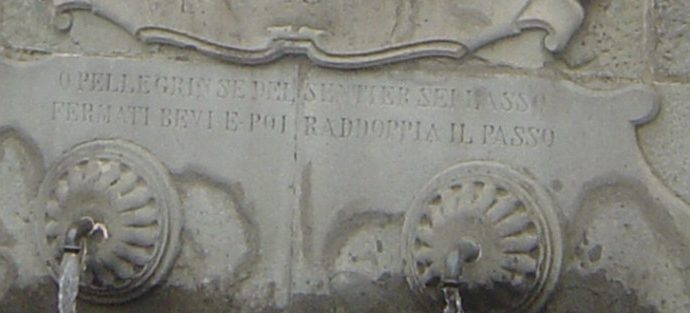 O PELLEGRIN SE DEL SENTIER SEI LASSO
FERMATI BEVI E POI RADDOPPIA IL PASSO